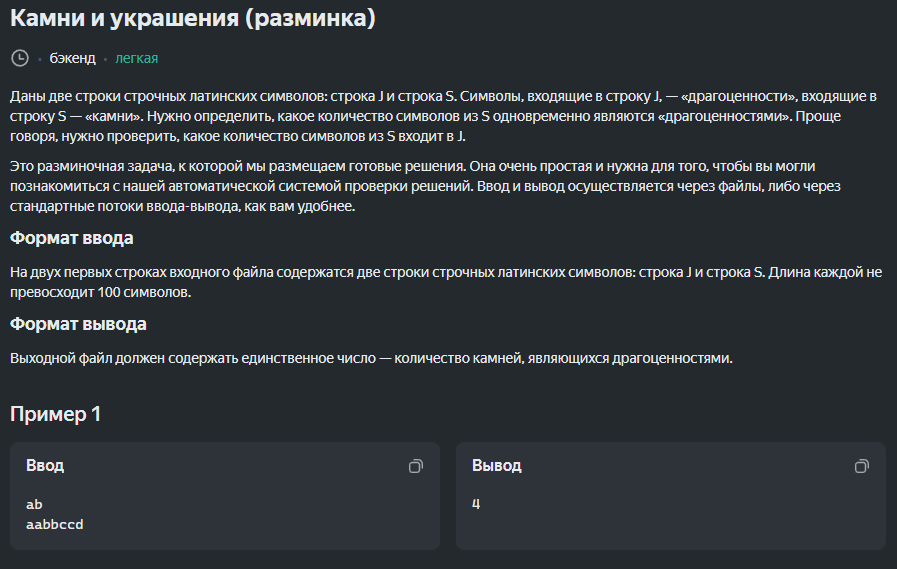 Камни и украшения (разминка)
• бэкенд • легкая
Даны две строки строчных латинских символов: строка J и строка S. Символы, входящие в строку J, — «драгоценности», входящие в
строку S — «камни». Нужно определить, какое количество символов из S одновременно являются «драгоценностями». Проще
говоря, нужно проверить, какое количество символов из S входит в J.
Это разминочная задача, к которой мы размещаем готовые решения. Она очень простая и нужна для того, чтобы вы могли
познакомиться с нашей автоматической системой проверки решений. Ввод и вывод осуществляется через файлы, либо через
стандартные потоки ввода-вывода, как вам удобнее.
Формат ввода
На двух первых строках входного файла содержатся две строки строчных латинских символов: строка J и строка S. Длина каждой не
превосходит 100 символов.
Формат вывода
Выходной файл должен содержать единственное число — количество камней, являющихся драгоценностями.
Пример 1
Ввод
ab
aabbccd
Вывод
4